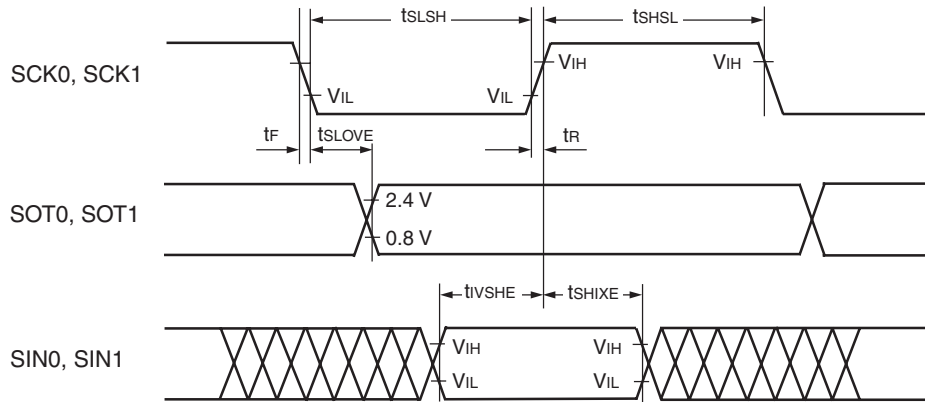 tSLSH tSHSL
SCK0, SCK1
VIH VIH
VIL VIL
tF tSLOVE tR
SOT0, SOT1
2.4 V
0.8 V
tIVSHE tSHIXE
SIN0, SIN1
VIH VIH
VIL VIL